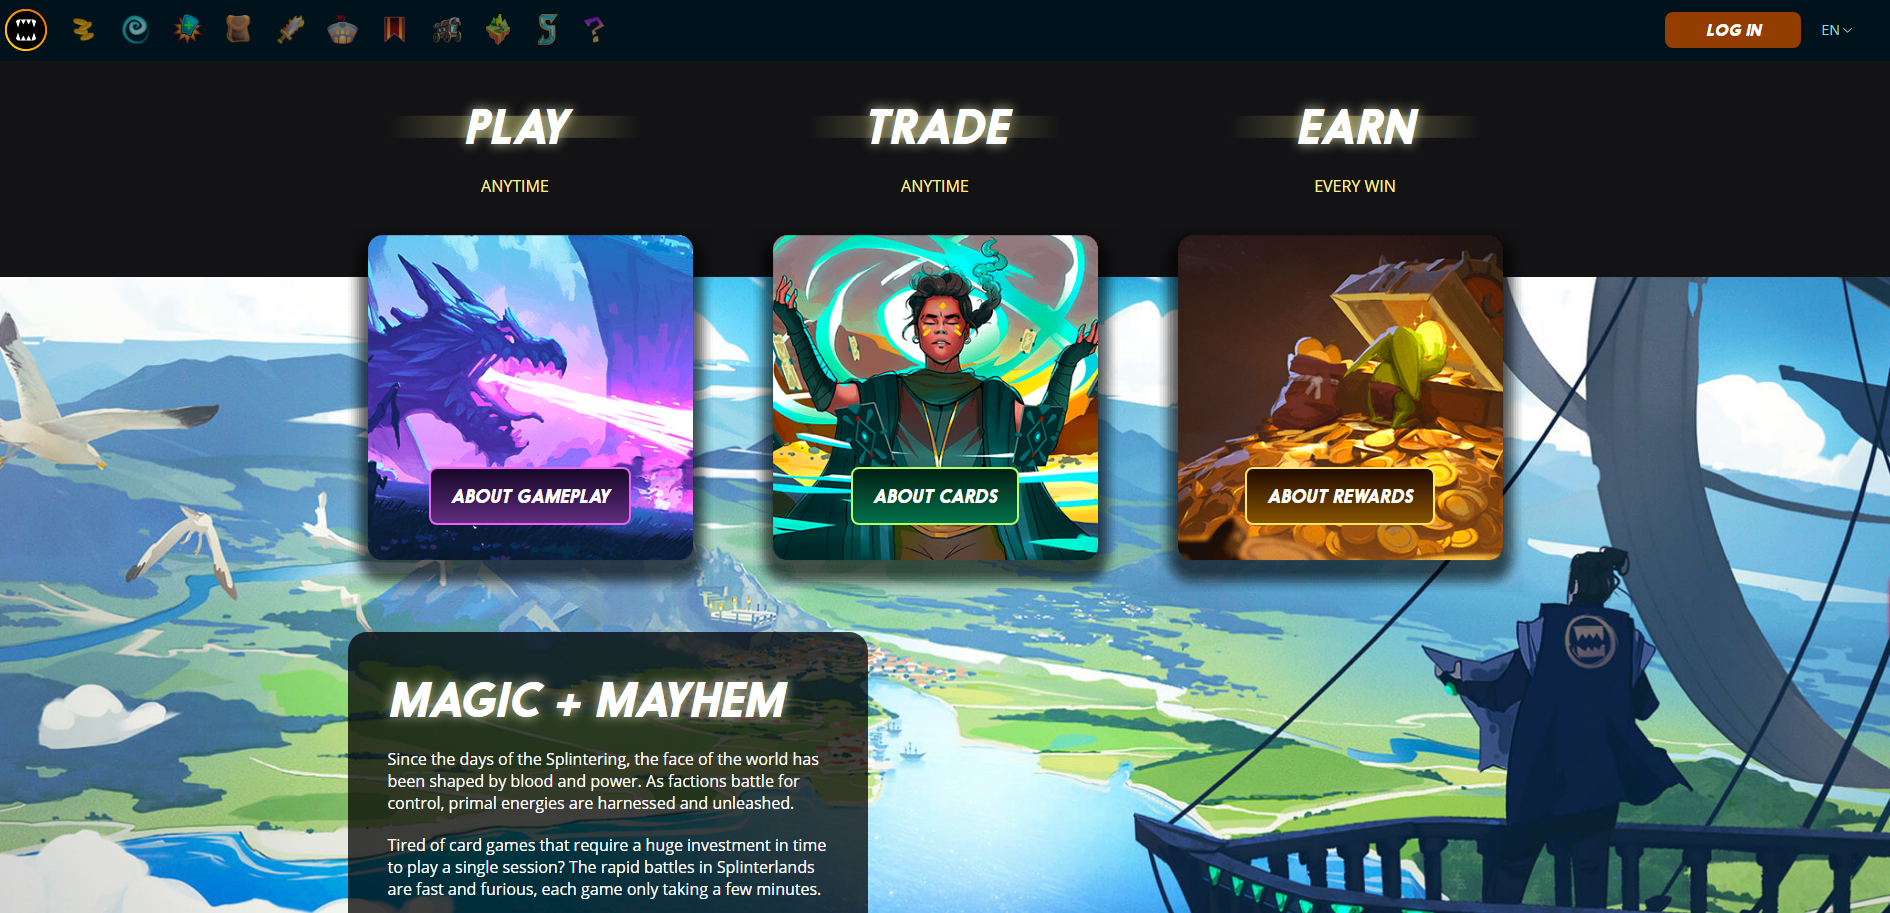 LOG IN
EN
PLAY
TRADE
EARN
ANYTIME
ANYTIME
EVERY WIN
ABOUT GAMEPLAY
ABOUT CARDS
ABOUT REWARDS
MAGIC + MAYHEM
Since the days of the Splintering, the face of the world has
been shaped by blood and power. As factions battle for
control, primal energies are harnessed and unleashed.
Tired of card games that require a huge investment in time
to play a single session? The rapid battles in Splinterlands
are fast and furious, each game only taking a few minutes.